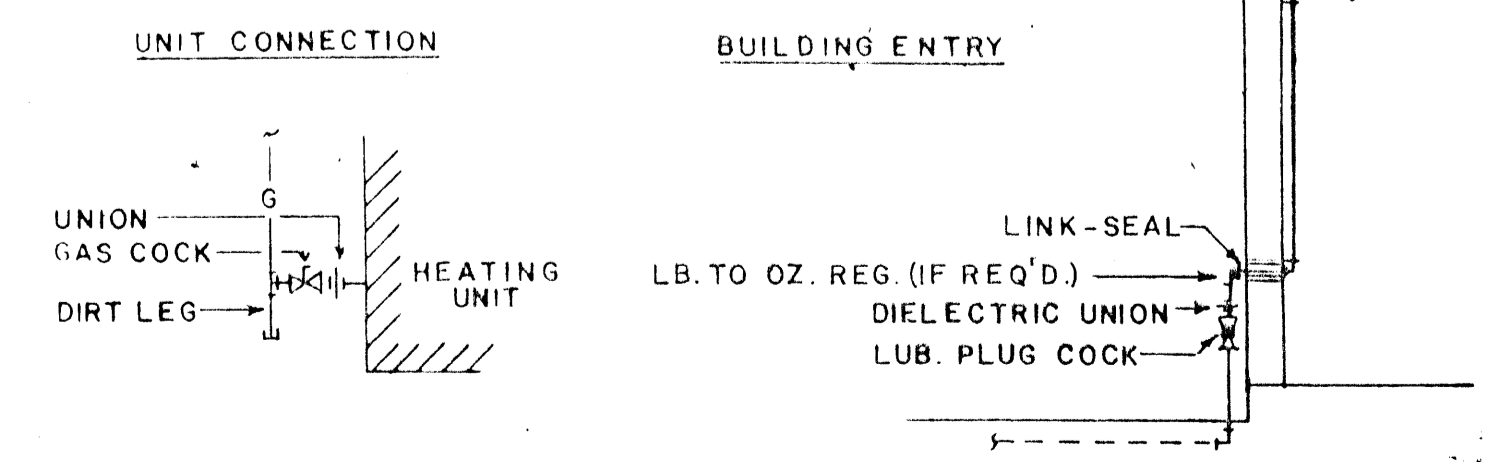 UNIT CONNECTION
BUILDING ENTRY
G
UNION
GAS COCK
DIRT LEG
HEATING
UNIT
LINK-SEAL
LB. TO OZ. REG. (IF REQ'D.)
DIELECTRIC UNION
LUB. PLUG COCK